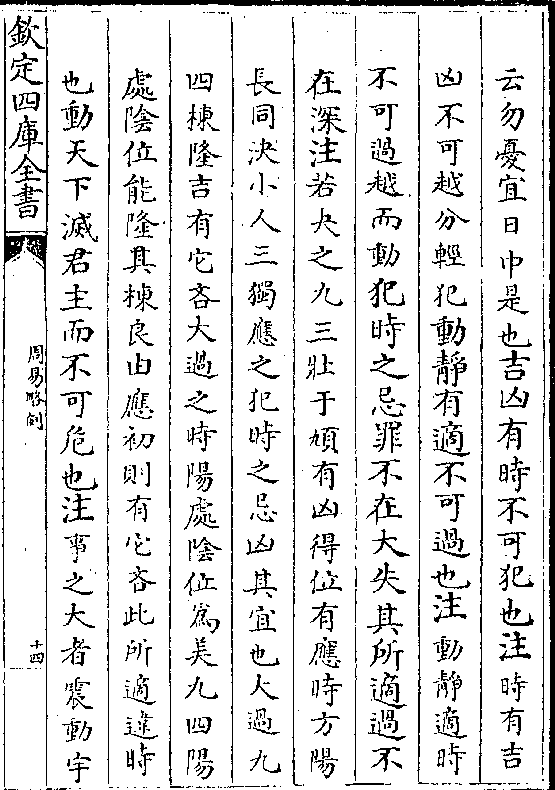 云勿憂宜日中是也吉凶有時不可犯也注時有吉
凶不可越分輕犯動靜有適不可過也注動靜適時
不可過越而動犯時之忌罪不在大失其所適過不
在深注若夬之九三壯于頄有凶得位有應時方陽
長同決小人三獨應之犯時之忌凶其宜也大過九
四棟隆吉有它吝大過之時陽處陰位爲美九四陽
處陰位能隆其棟良由應初則有它吝此所適違時
也動天下滅君主而不可危也注事之大者震動宇
欽定四庫全書
周易略例
十四